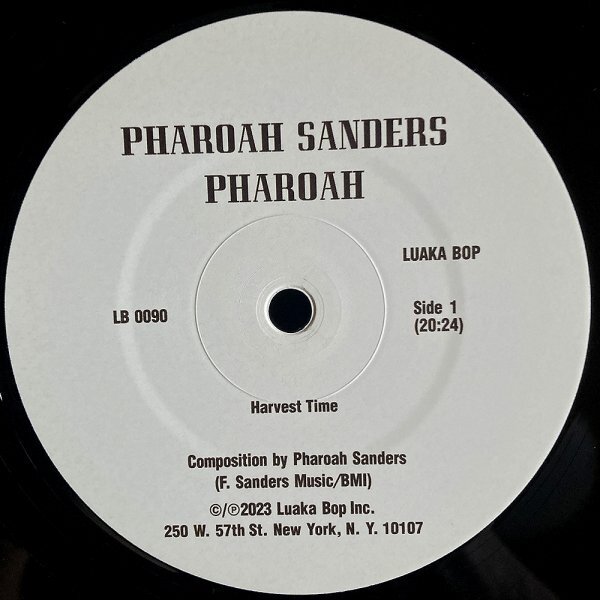 PHAROAH SANDERS
PHAROAH
LUAKA BOP
LB 0090
Side 1
(20:24)
Harvest Time
Composition by Pharoah Sanders
(F. Sanders Music/BMI)
©/℗2023 Luaka Bop Inc.
250 W. 57th St. New York, N. Y. 10107